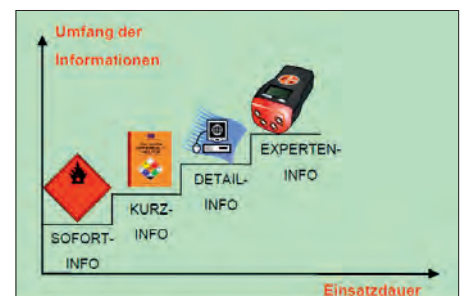 Umfang der
Informationen
EXPERTEN-
INFO
DETAIL-
INFO
KURZ-
INFO
SOFORT-
INFO
Einsatzdauer